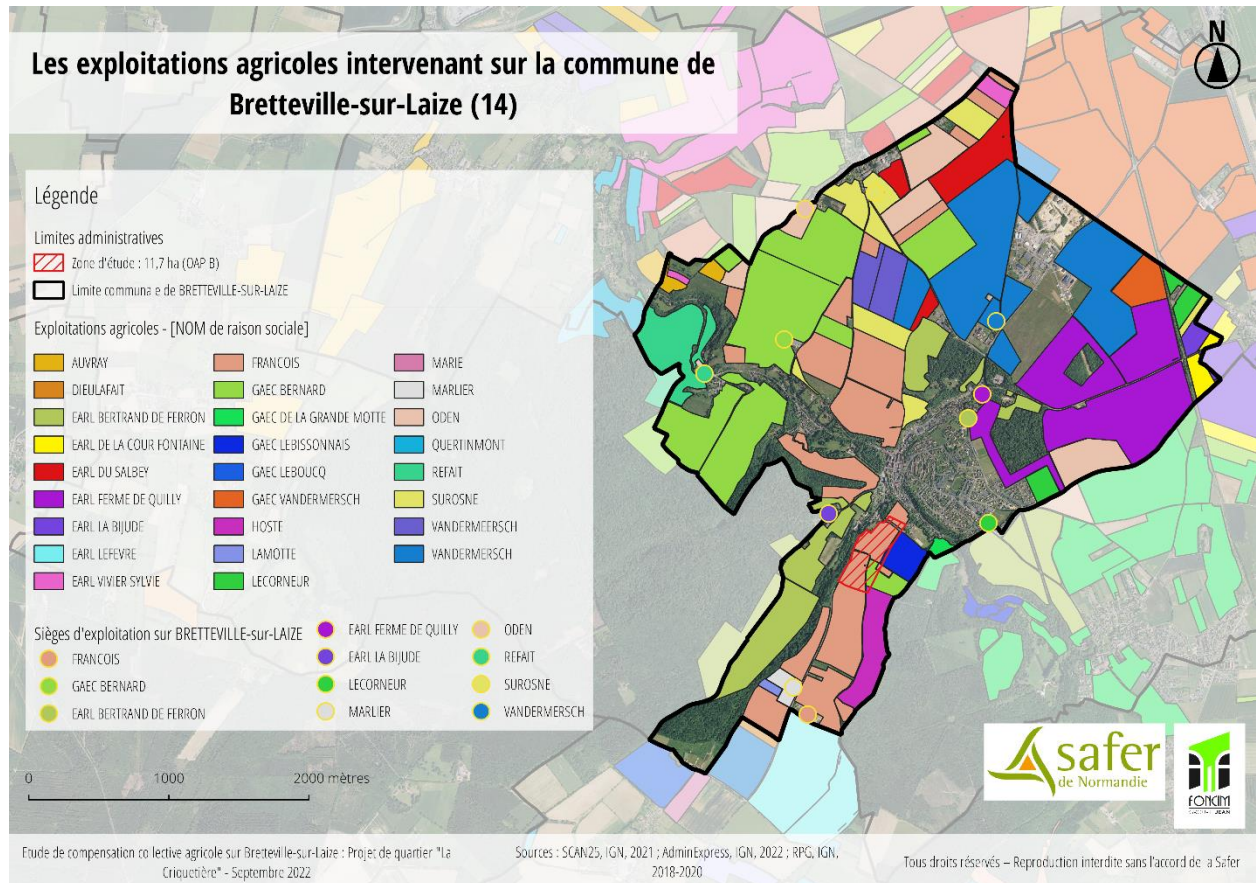 Les exploitations agricoles intervenant sur la commune de
Bretteville-sur-Laize (14)
N
Légende
Limites administratives
Zone d'étude : 11,7 ha (OAP B)
Limite communa e de BRETTEVILLE-SUR-LAIZE
Exploitations agricoles - [NOM de raison sociale]
AUVRAY
DIEULAFAIT
EARL BERTRAND DE FERRON
EARL DE LA COUR FONTAINE
EARL DU SALBEY
EARL FERME DE QUILLY
EARL LA BIJUDE
EARL LEFEVRE
EARL VIVIER SYLVIE
FRANCOIS
GAEC BERNARD
GAEC DE LA GRANDE MOTTE
GAEC LEBISSONNAIS
GAEC LEBOUCQ
GAEC VANDERMERSCH
HOSTE
LAMOTTE
LECORNEUR
MARIE
MARLIER
ODEN
QUERTINMONT
REFAIT
SUROSNE
VANDERMEERSCH
VANDERMERSCH
Sièges d'exploitation sur BRETTEVILLE-sur-LAIZE
FRANCOIS
GAEC BERNARD
EARL BERTRAND DE FERRON
EARL FERME DE QUILLY
EARL LA BIJUDE
LECORNEUR
MARLIER
ODEN
REFAIT
SUROSNE
VANDERMERSCH
0 1000 2000 mètres
safer
de Normandie
FONCIM
JEAN
Etude de compensation co lective agricole sur Bretteville-sur-Laize : Projet de quartier "La
Criquetière" - Septembre 2022
Sources : SCAN25, IGN, 2021 ; AdminExpress, IGN, 2022 ; RPG, IGN,
2018-2020
Tous droits réservés – Reproduction interdite sans l'accord de a Safer